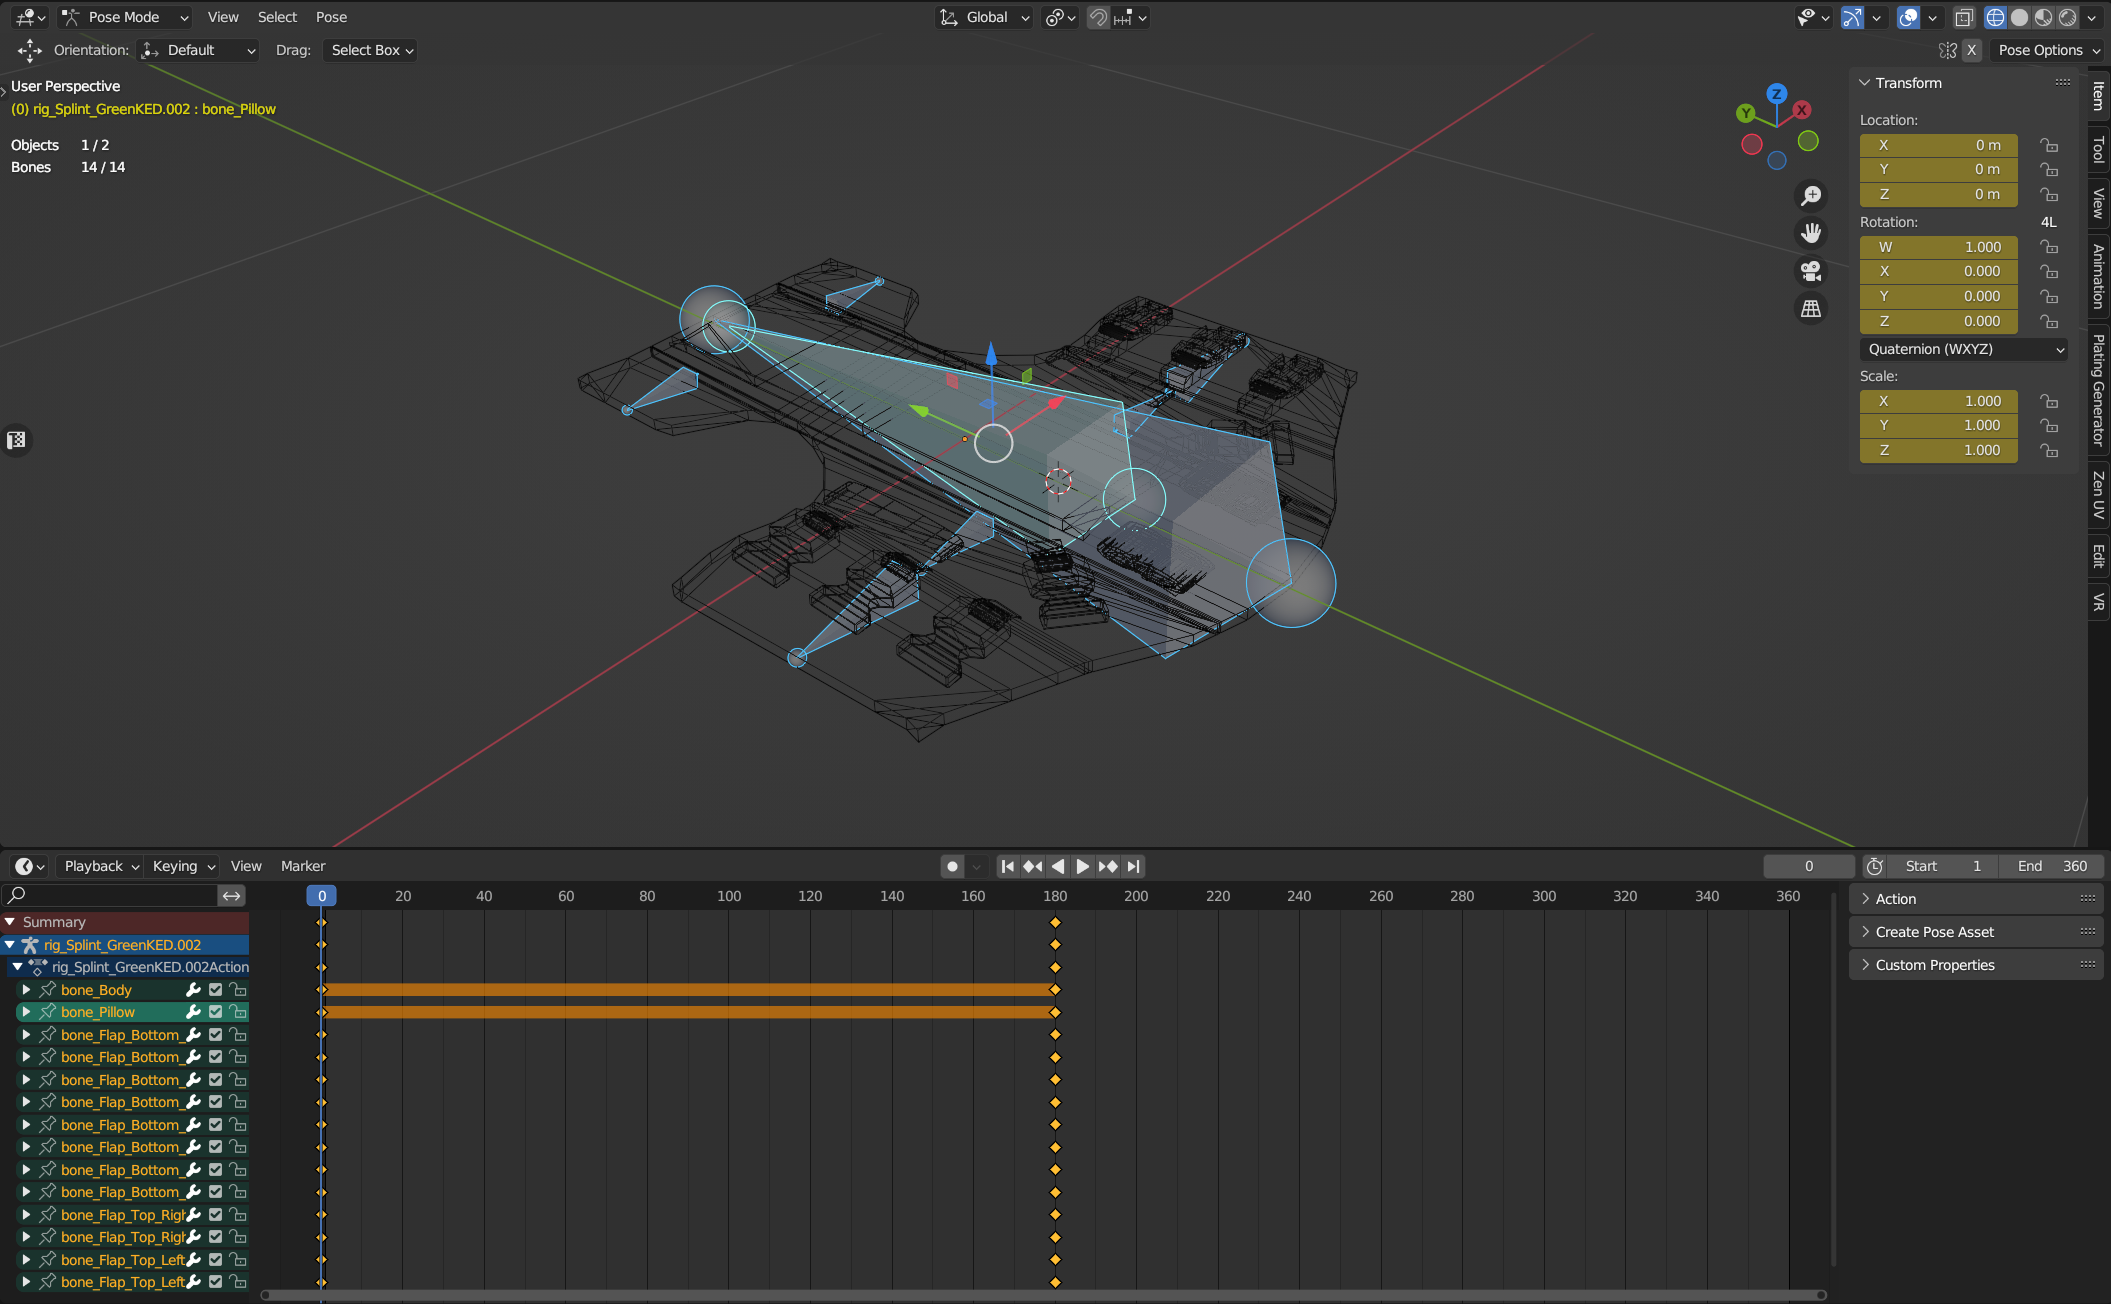 Pose Mode View Select Pose Global
Orientation: Default Drag: Select Box X Pose Options
User Perspective
(0) rig_Splint_GreenKED.002 : bone_Pillow
Objects 1 / 2
Bones 14 / 14
Z
Y
X
Transform
Location:
X 0 m
Y 0 m
Z 0 m
Rotation: 4L
W 1.000
X 0.000
Y 0.000
Z 0.000
Quaternion (WXYZ)
Scale:
X 1.000
Y 1.000
Z 1.000
Item
Tool
View
Animation
Plating Generator
Zen UV
Edit
VR
Playback Keying View Marker 0 Start 1 End 360
0 20 40 60 80 100 120 140 160 180 200 220 240 260 280 300 320 340 360
Summary
rig_Splint_GreenKED.002
rig_Splint_GreenKED.002Action
bone_Body
bone_Pillow
bone_Flap_Bottom_
bone_Flap_Bottom_
bone_Flap_Bottom_
bone_Flap_Bottom_
bone_Flap_Bottom_
bone_Flap_Bottom_
bone_Flap_Bottom_
bone_Flap_Bottom_
bone_Flap_Top_Righ
bone_Flap_Top_Righ
bone_Flap_Top_Left
bone_Flap_Top_Left
Action
Create Pose Asset
Custom Properties